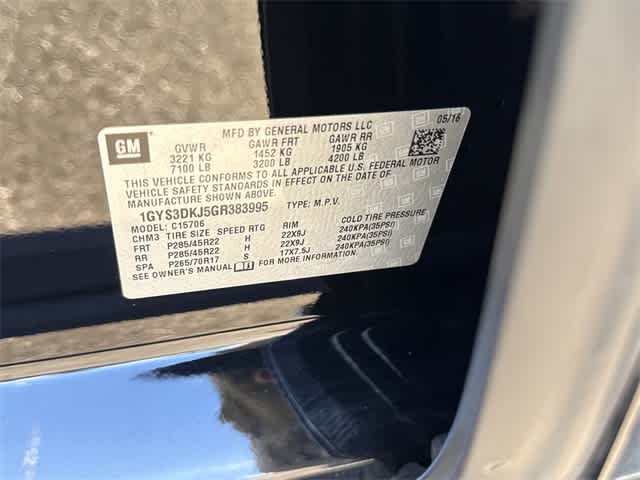 GM
MFD BY GENERAL MOTORS LLC 05/16
GVWR GAWR FRT GAWR RR
3221 KG 1452 KG 1905 KG
7100 LB 3200 LB 4200 LB
THIS VEHICLE CONFORMS TO ALL APPLICABLE U.S. FEDERAL MOTOR
VEHICLE SAFETY STANDARDS IN EFFECT ON THE DATE OF
MANUFACTURE SHOWN ABOVE.
1GYS3DKJ5GR383995 TYPE: M.P.V.
MODEL: C15706
CHM3 TIRE SIZE SPEED RTG RIM COLD TIRE PRESSURE
FRT P285/45R22 H 22X9J 240KPA(35PSI)
RR P285/45R22 H 22X9J 240KPA(35PSI)
SPA P265/70R17 S 17X7.5J 240KPA(35PSI)
SEE OWNER'S MANUAL FOR MORE INFORMATION.